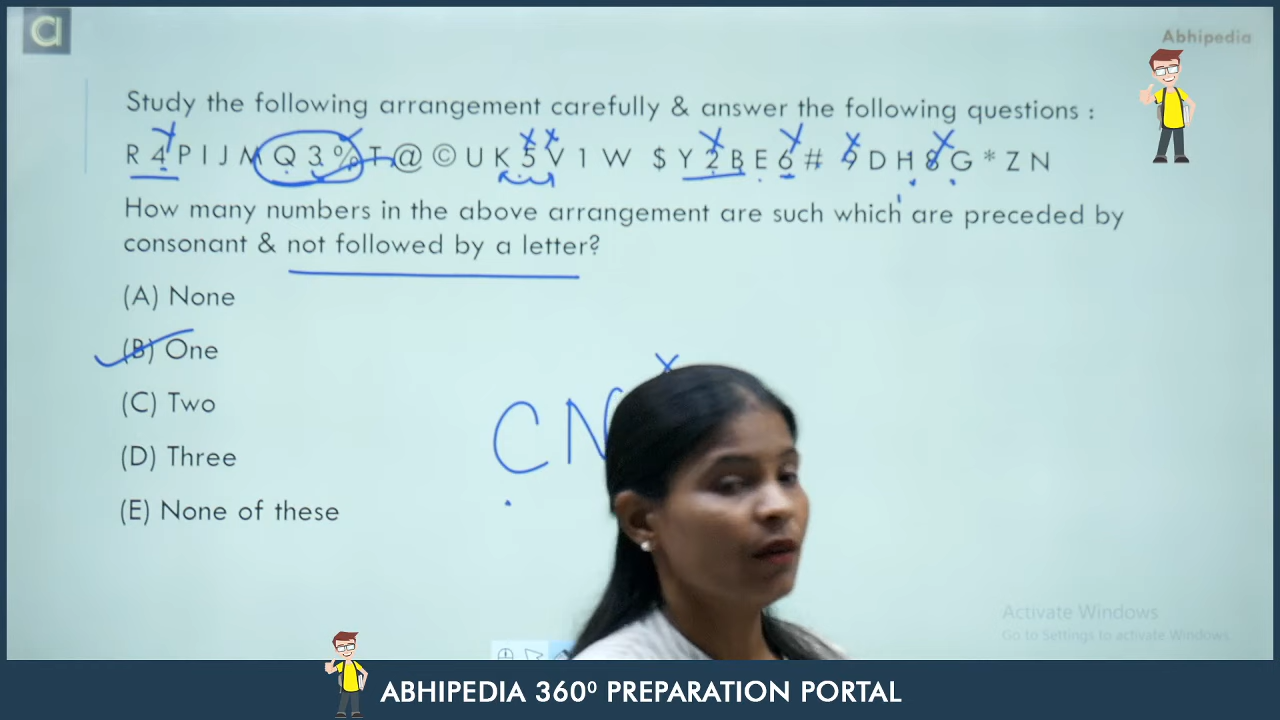 Abhipedia
Study the following arrangement carefully & answer the following questions :
R 4 P I J M Q 3 % T @ © U K 5 V 1 W $ Y 2 B E 6 # 9 D H 8 G * Z N
How many numbers in the above arrangement are such which are preceded by
consonant & not followed by a letter?
(A) None
(B) One
(C) Two
(D) Three
(E) None of these
C N
Activate Windows
Go to Settings to activate Windows.
ABHIPEDIA 360⁰ PREPARATION PORTAL